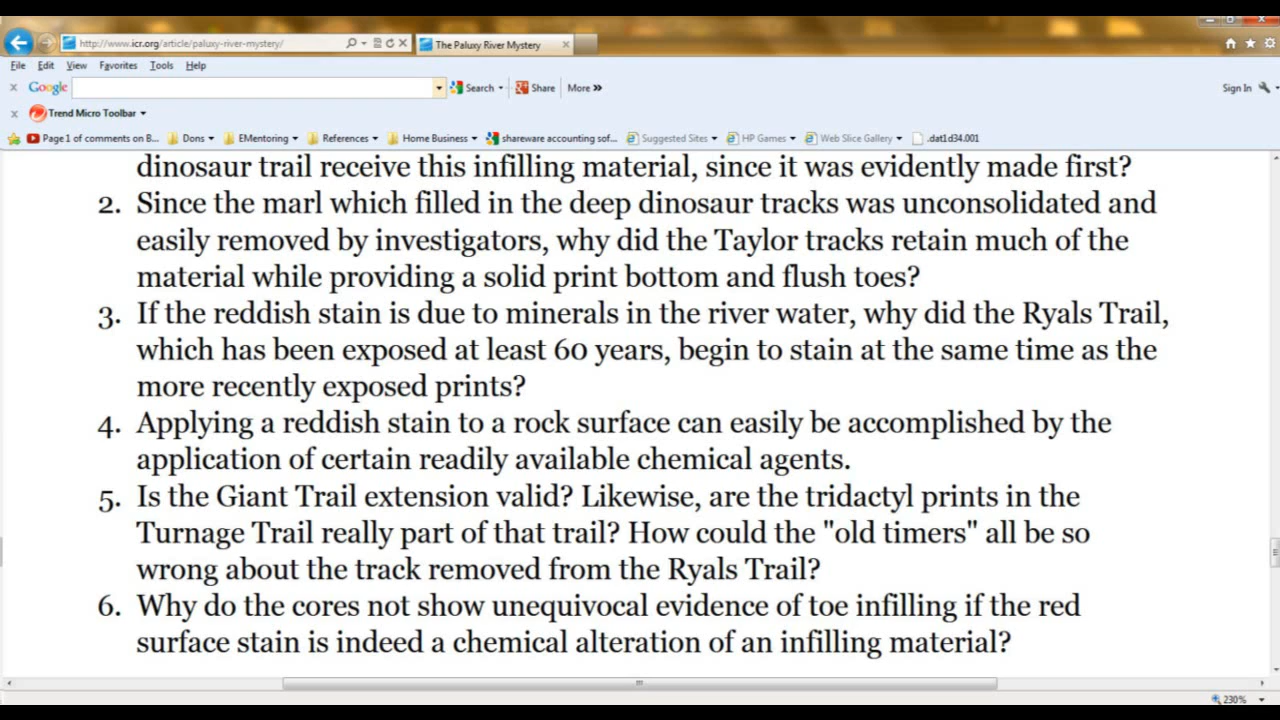 http://www.icr.org/article/paluxy-river-mystery/
The Paluxy River Mystery
File Edit View Favorites Tools Help
x Google Search Share More » Sign In
x Trend Micro Toolbar
Page 1 of comments on B... Dons EMentoring References Home Business shareware accounting sof... Suggested Sites HP Games Web Slice Gallery .dat1d34.001
dinosaur trail receive this infilling material, since it was evidently made first?
2. Since the marl which filled in the deep dinosaur tracks was unconsolidated and
easily removed by investigators, why did the Taylor tracks retain much of the
material while providing a solid print bottom and flush toes?
3. If the reddish stain is due to minerals in the river water, why did the Ryals Trail,
which has been exposed at least 60 years, begin to stain at the same time as the
more recently exposed prints?
4. Applying a reddish stain to a rock surface can easily be accomplished by the
application of certain readily available chemical agents.
5. Is the Giant Trail extension valid? Likewise, are the tridactyl prints in the
Turnage Trail really part of that trail? How could the "old timers" all be so
wrong about the track removed from the Ryals Trail?
6. Why do the cores not show unequivocal evidence of toe infilling if the red
surface stain is indeed a chemical alteration of an infilling material?
230%